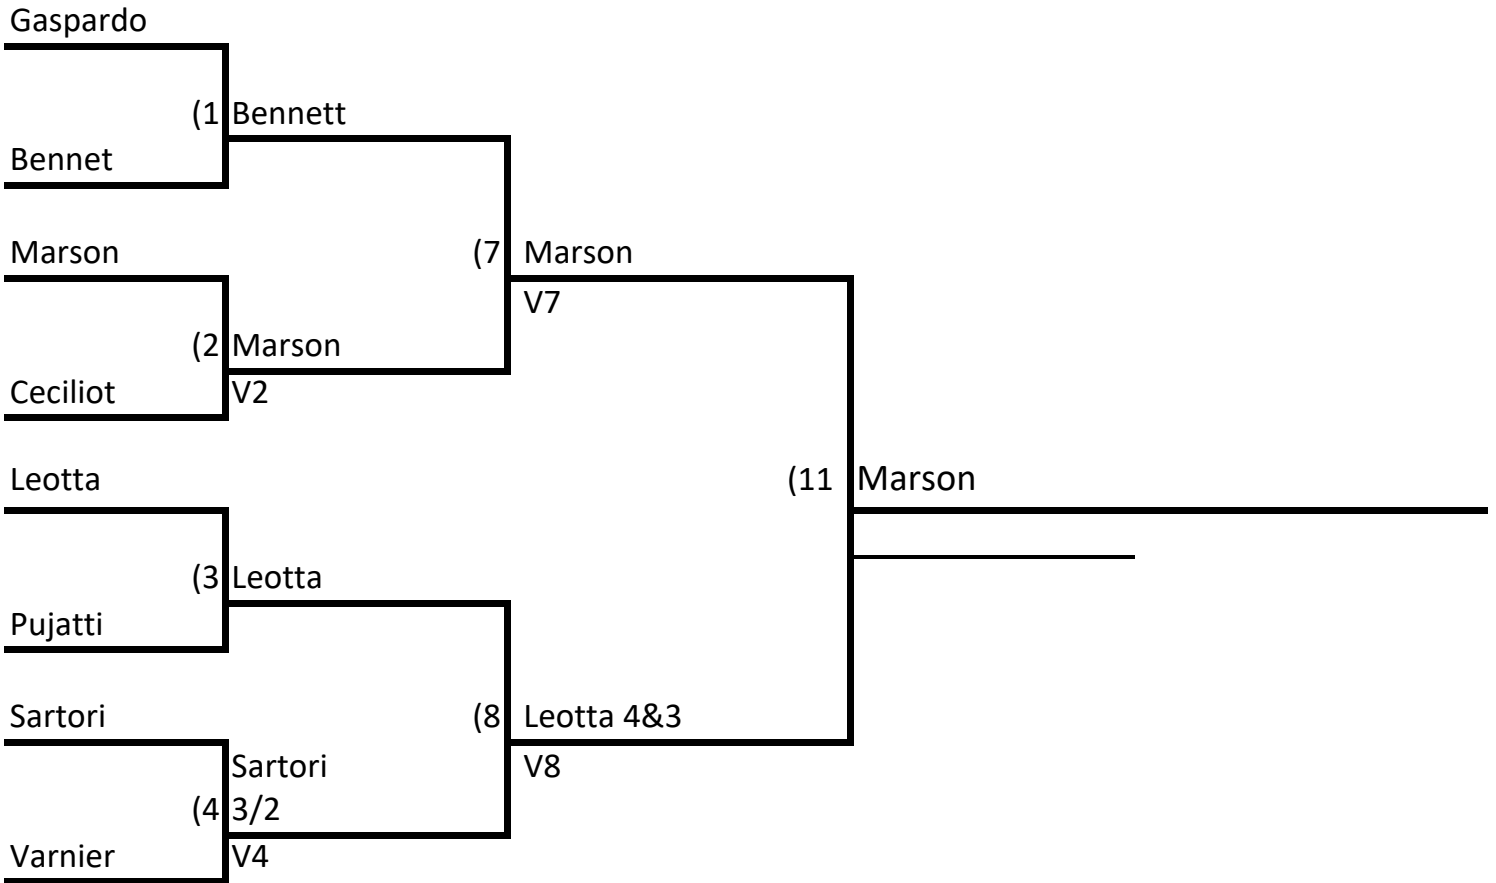 Gaspardo
(1 Bennett
Bennet
Marson
(7 Marson
V7
(2 Marson
Ceciliot
V2
Leotta
(11 Marson
(3 Leotta
Pujatti
Sartori
(8 Leotta 4&3
Sartori
V8
(4 3/2
Varnier
V4